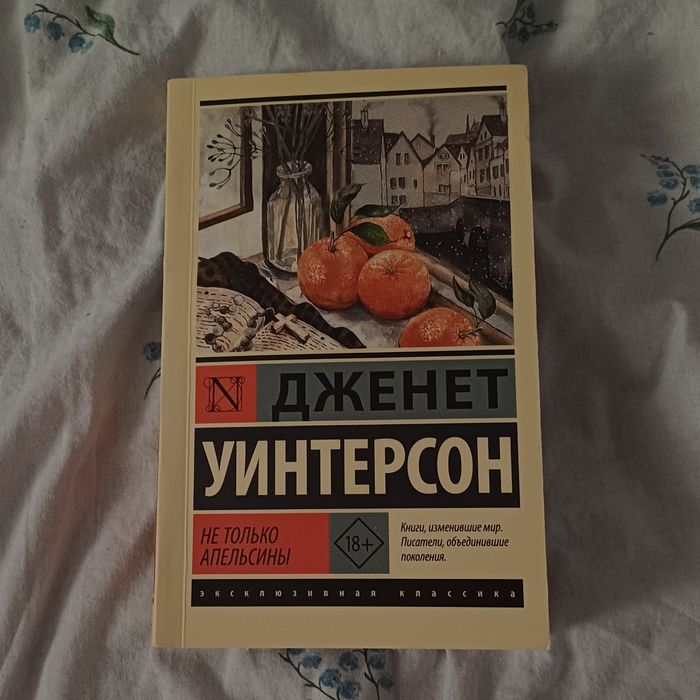 N
ДЖЕНЕТ
УИНТЕРСОН
НЕ ТОЛЬКО
АПЕЛЬСИНЫ
18+
Книги, изменившие мир.
Писатели, объединившие
поколения.
эксклюзивная классика